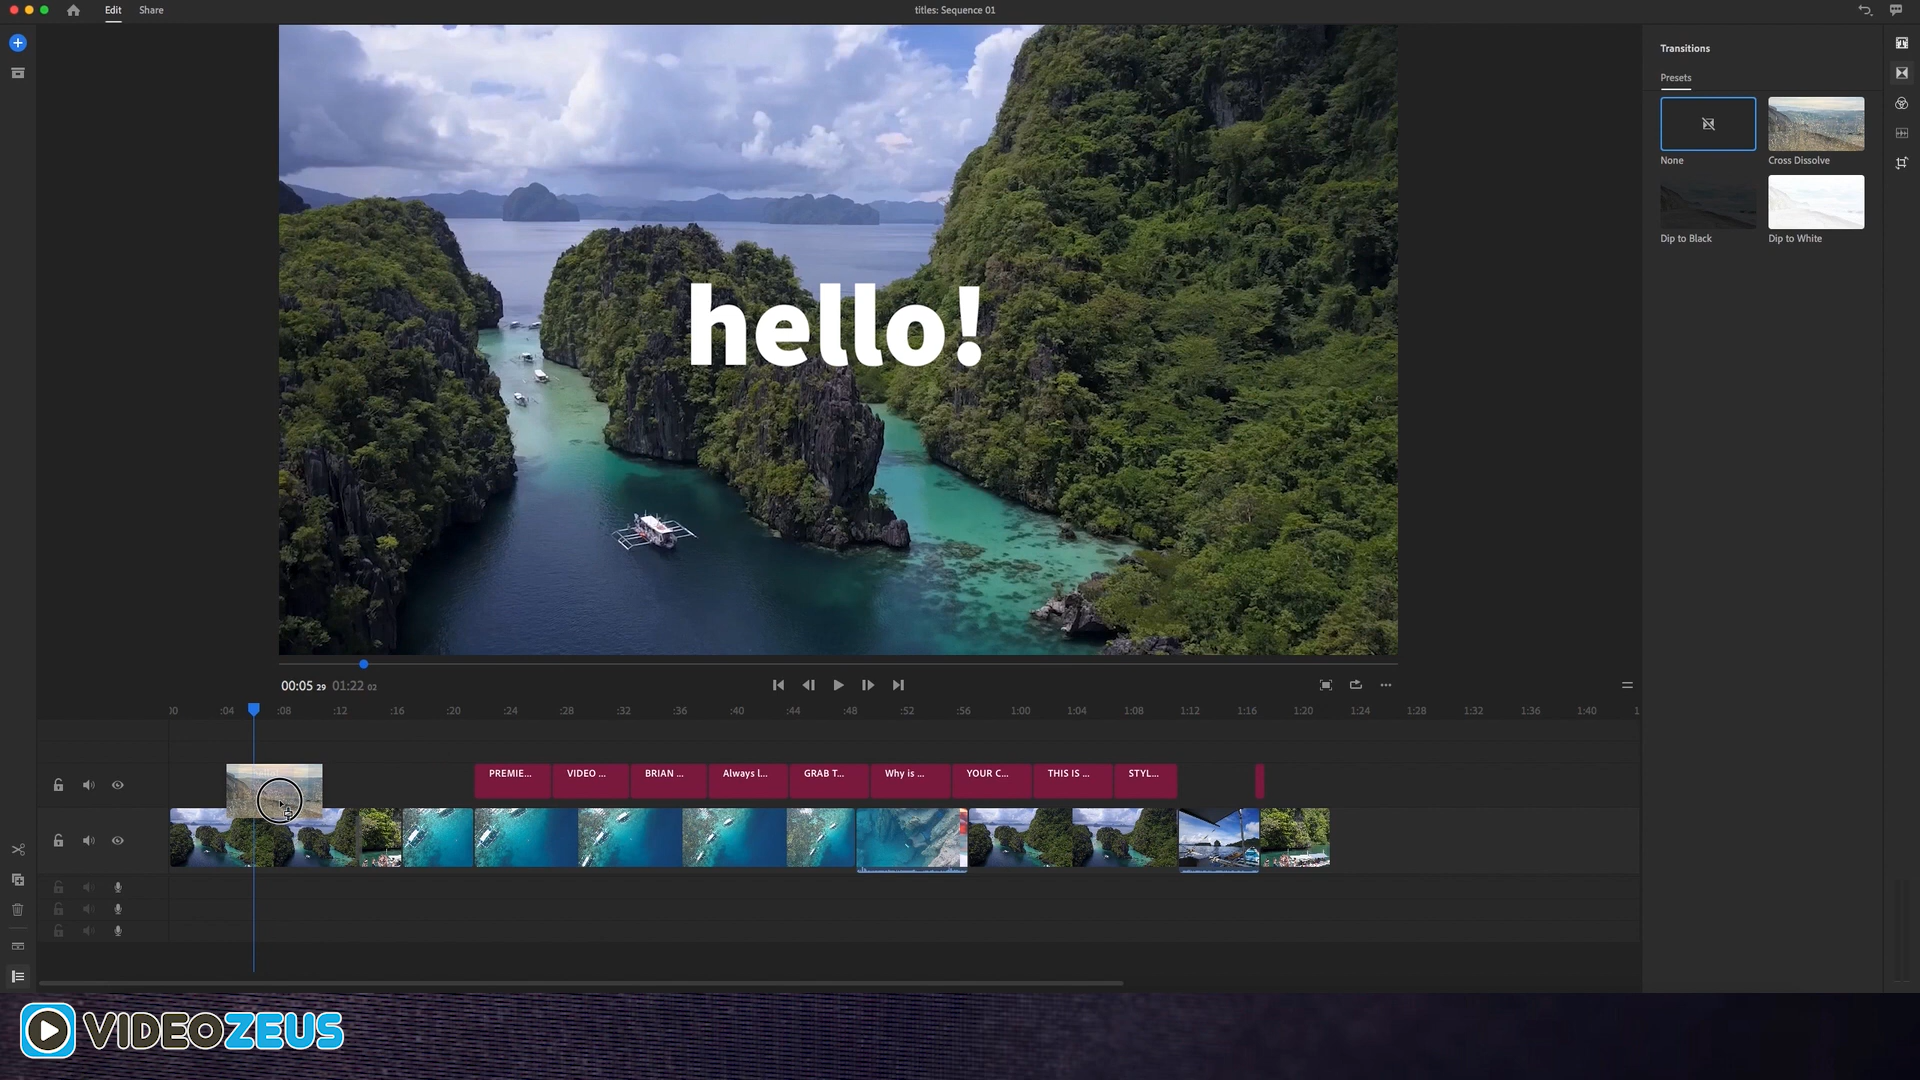 Edit
Share
titles: Sequence 01
Transitions
Presets
None
Cross Dissolve
Dip to Black
Dip to White
hello!
00:05 29 01:22 02
:04 :08 :12 :16 :20 :24 :28 :32 :36 :40 :44 :48 :52 :56 1:00 1:04 1:08 1:12 1:16 1:20 1:24 1:28 1:32 1:36 1:40
PREMIE... VIDEO ... BRIAN ... Always l... GRAB T... Why is ... YOUR C... THIS IS ... STYL...
VIDEOZEUS